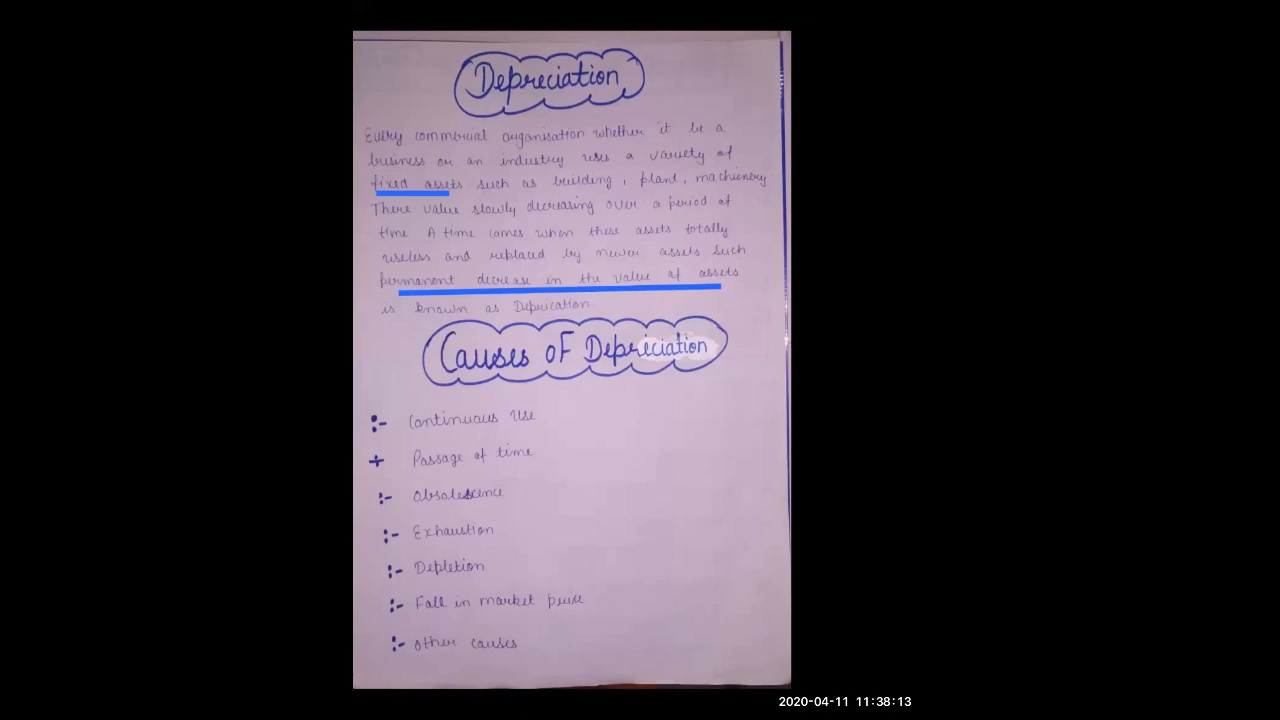 Depreciation
Every commercial organisation whether it be a
business or an industry uses a variety of
fixed assets such as building, plant, machienery
There value slowly decreasing over a period of
time A time comes when these assets totally
useless and replaced by newer assets such
permanant decrease in the value of assets
is known as Deprication.
Causes of Depreciation
:- Continuous Use
Passage of time
:- Obsolescence
:- Exhaustion
:- Depletion
:- Fall in market price
:- other causes
2020-04-11 11:38:13